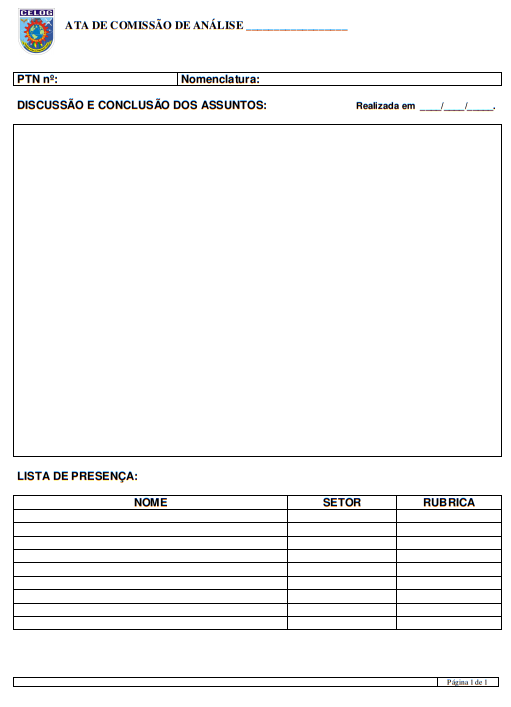 CELOG
ATA DE COMISSÃO DE ANÁLISE __________________
PTN nº: Nomenclatura:
DISCUSSÃO E CONCLUSÃO DOS ASSUNTOS: Realizada em ____/____/_____.
LISTA DE PRESENÇA:
NOME SETOR RUBRICA
Página 1 de 1